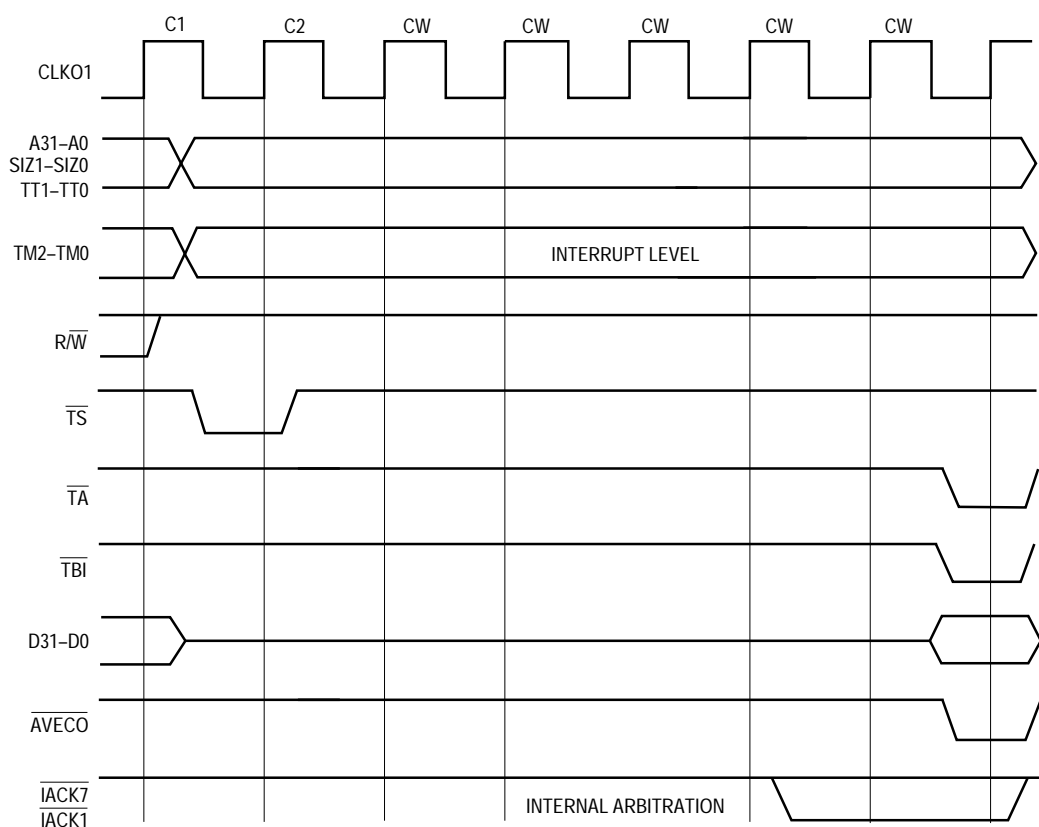 C1 C2 CW CW CW CW CW
CLKO1
A31–A0
SIZ1–SIZ0
TT1–TT0
TM2–TM0 INTERRUPT LEVEL
R/W
TS
TA
TBI
D31–D0
AVECO
IACK7
IACK1 INTERNAL ARBITRATION